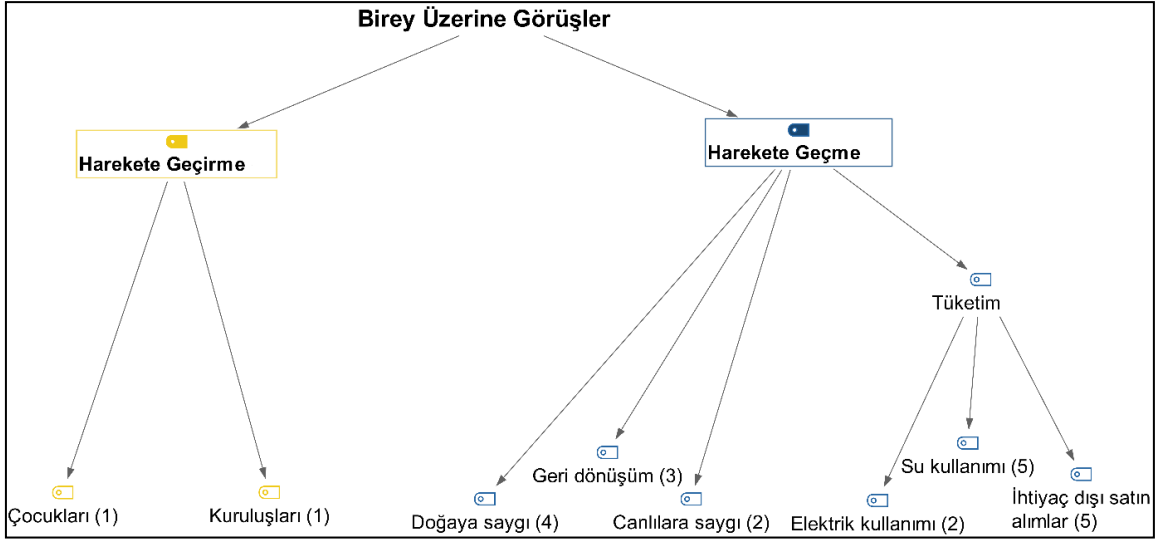 Birey Üzerine Görüşler
Harekete Geçirme
Harekete Geçme
Tüketim
Çocukları (1)
Kuruluşları (1)
Doğaya saygı (4)
Geri dönüşüm (3)
Canlılara saygı (2)
Elektrik kullanımı (2)
Su kullanımı (5)
İhtiyaç dışı satın
alımlar (5)